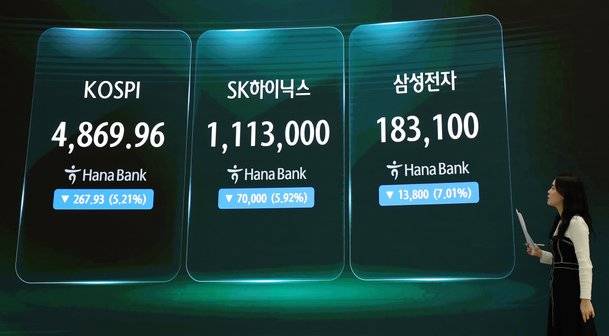 KOSPI
4,869.96
Hana Bank
▼ 267.93 (5,21%)
SK하이닉스
1,113,000
Hana Bank
▼ 70,000 (5,92%)
삼성전자
183,100
Hana Bank
▼ 13,800 (7,01%)